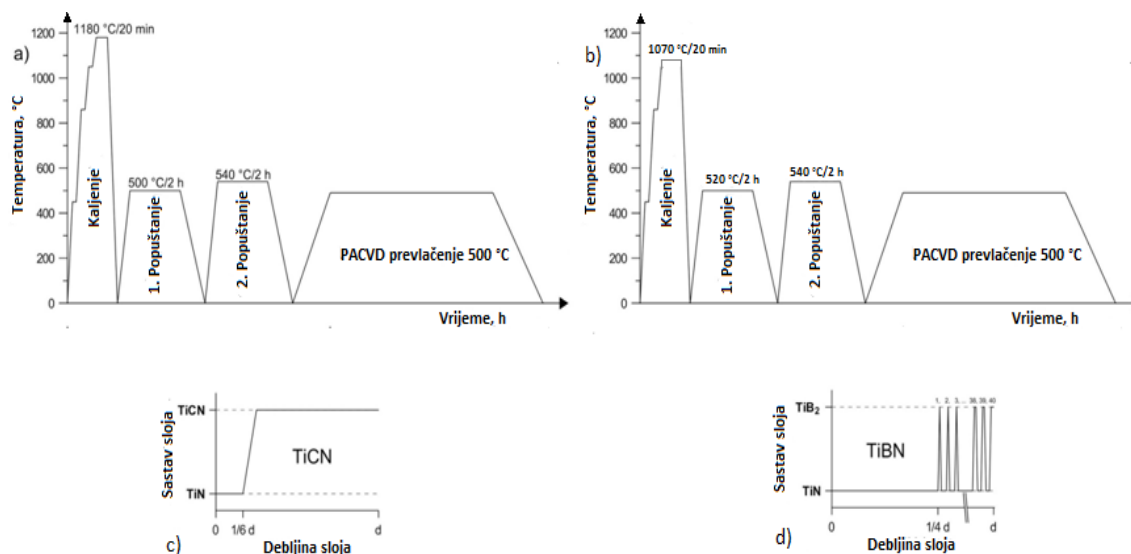 a)
1180 °C/20 min
1200
1000
800
600
400
200
0
Temperatura, °C
Kaljenje
500 °C/2 h
1. Popuštanje
540 °C/2 h
2. Popuštanje
PACVD prevlačenje 500 °C
Vrijeme, h
b)
1070 °C/20 min
1200
1000
800
600
400
200
0
Temperatura, °C
Kaljenje
520 °C/2 h
1. Popuštanje
540 °C/2 h
2. Popuštanje
PACVD prevlačenje 500 °C
Vrijeme, h
Sastav sloja
TiCN
TiCN
TiN
0 1/6 d d
c) Debljina sloja
Sastav sloja
TiB₂
1. 2. 3.... 38. 39. 40
TiBN
TiN
0 1/4 d d
d) Debljina sloja